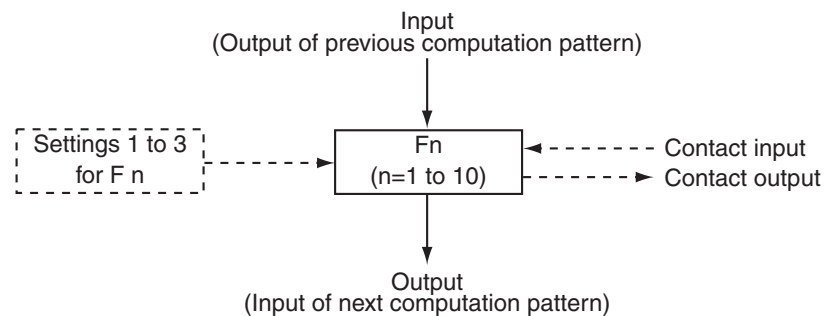 Input
(Output of previous computation pattern)
Settings 1 to 3
for F n
Fn
(n=1 to 10)
Contact input
Contact output
Output
(Input of next computation pattern)